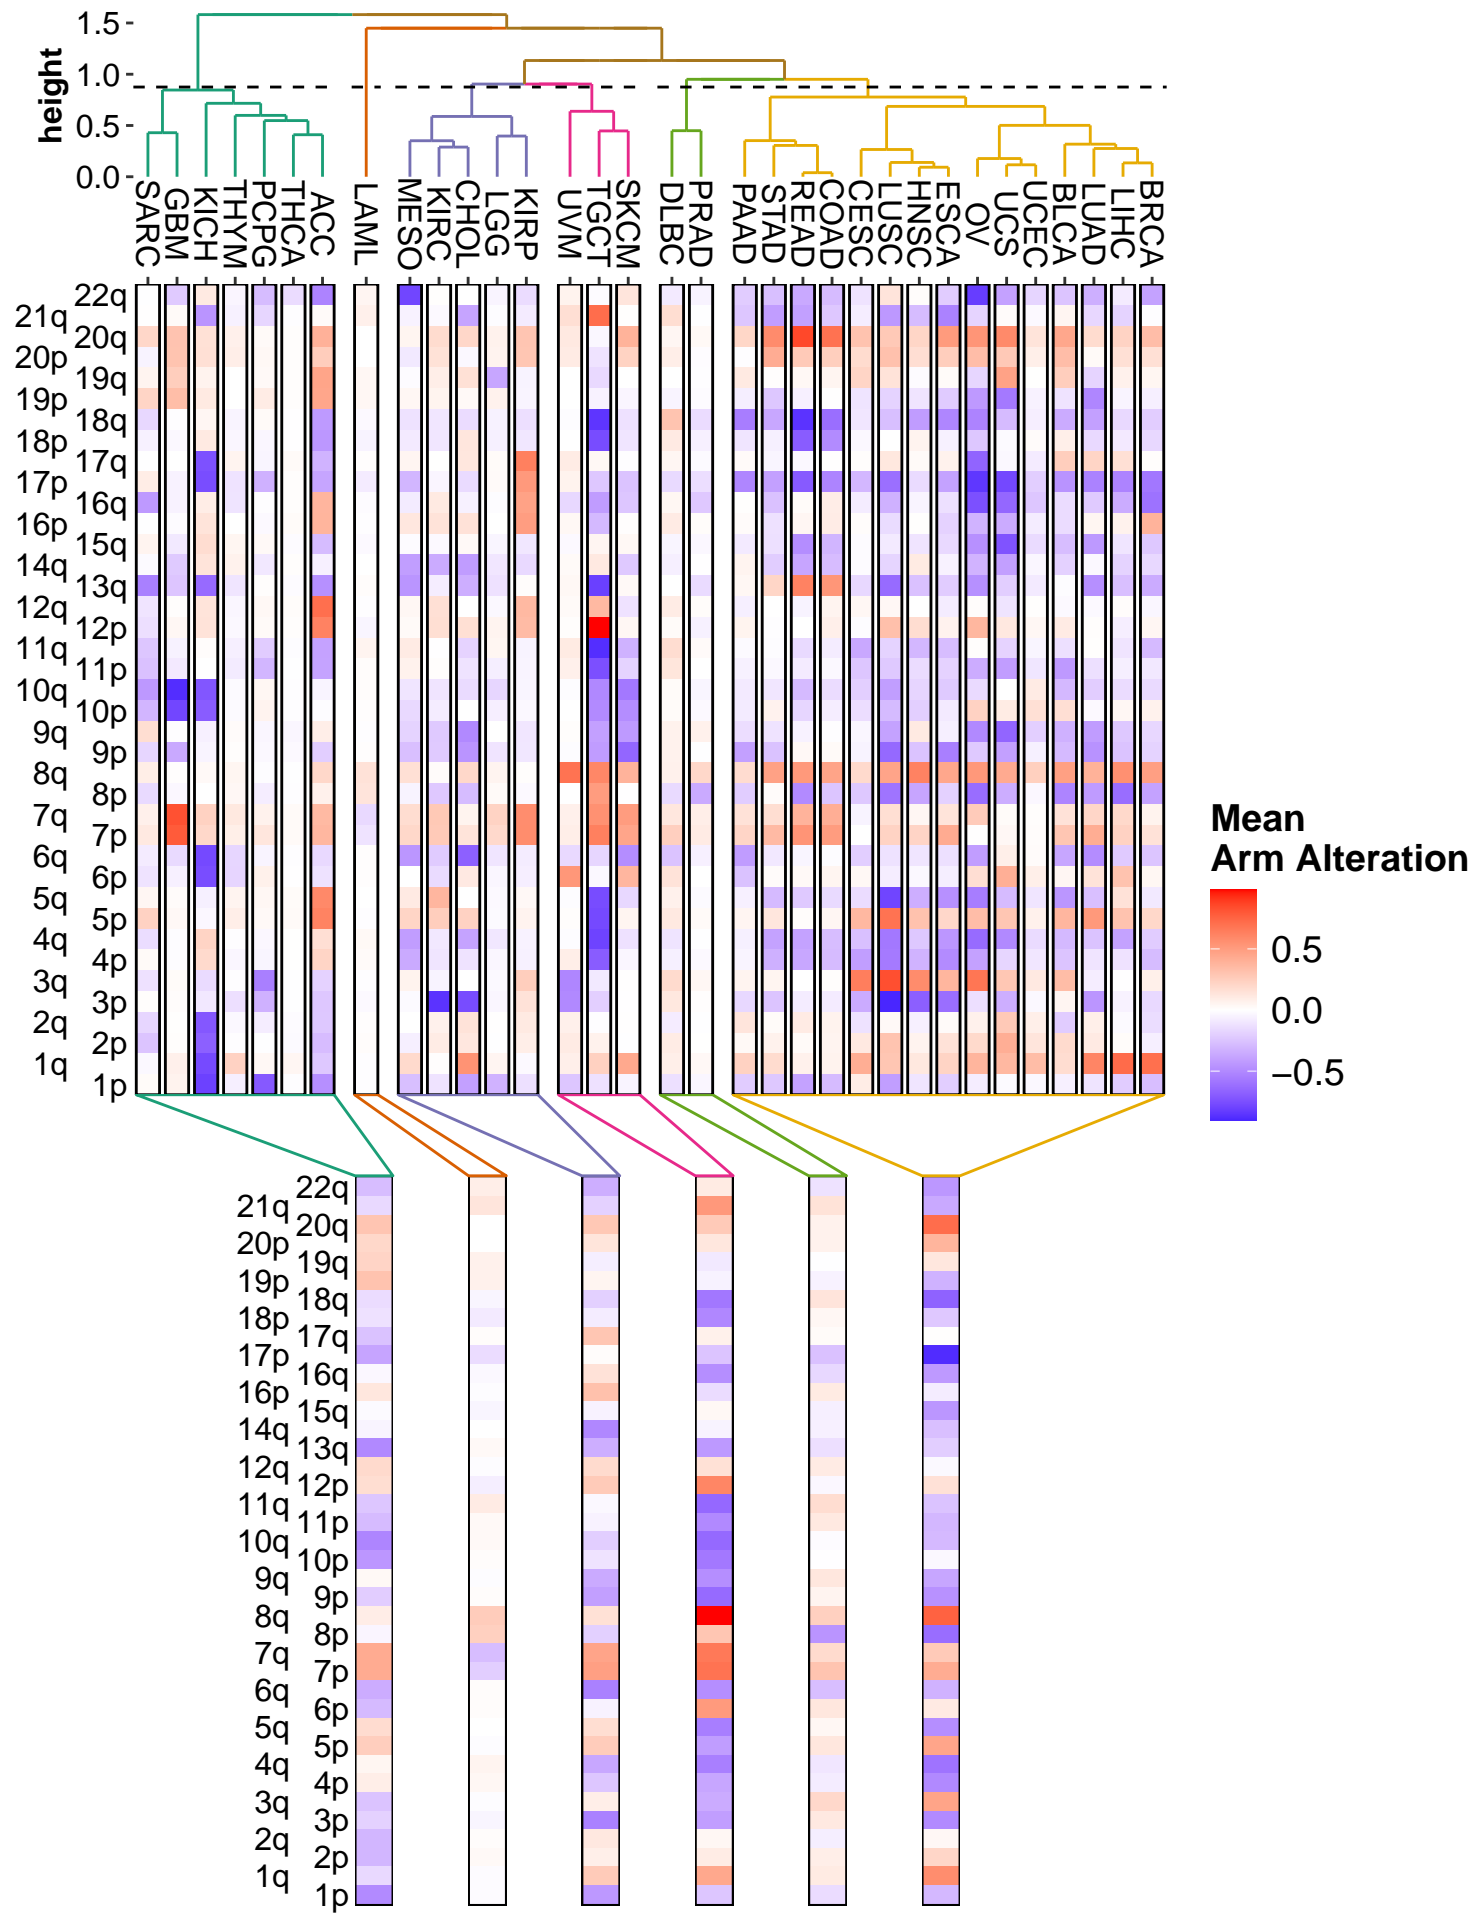 1.5
1.0
0.5
0.0
height
SARC
GBM
KICH
THYM
PCPG
THCA
ACC
LAML
MESO
KIRC
CHOL
LGG
KIRP
UVM
TGCT
SKCM
DLBC
PRAD
PAAD
STAD
READ
COAD
CESC
LUSC
HNSC
ESCA
OV
UCS
UCEC
BLCA
LUAD
LIHC
BRCA
22q
21q
20q
20p
19q
19p
18q
18p
17q
17p
16q
16p
15q
14q
13q
12q
12p
11q
11p
10q
10p
9q
9p
8q
8p
7q
7p
6q
6p
5q
5p
4q
4p
3q
3p
2q
2p
1q
1p
Mean
Arm Alteration
0.5
0.0
−0.5
22q
21q
20q
20p
19q
19p
18q
18p
17q
17p
16q
16p
15q
14q
13q
12q
12p
11q
11p
10q
10p
9q
9p
8q
8p
7q
7p
6q
6p
5q
5p
4q
4p
3q
3p
2q
2p
1q
1p